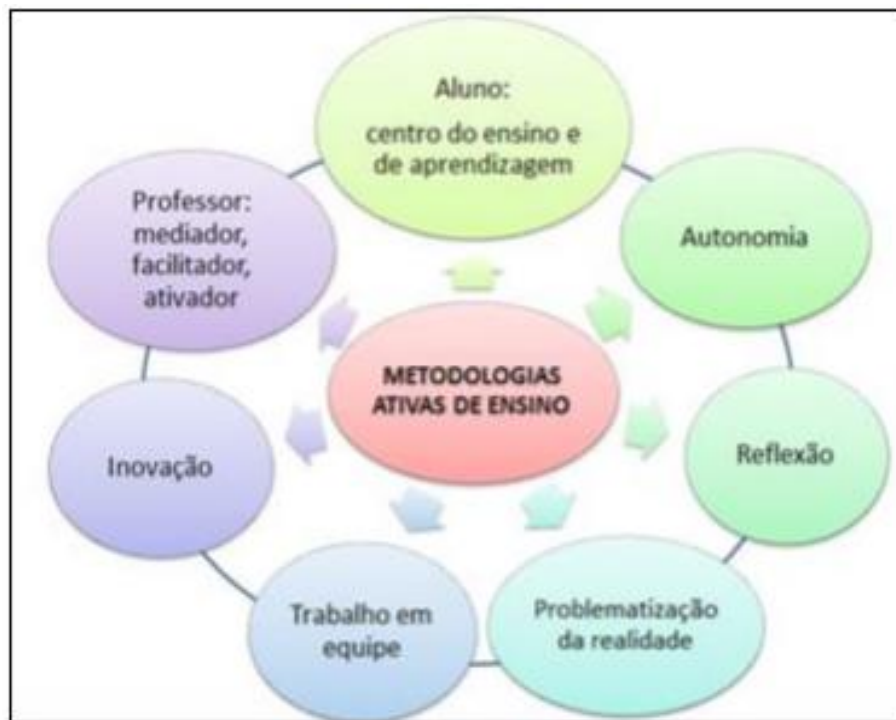 Aluno:
centro do ensino e
de aprendizagem
Autonomia
Reflexão
Problematização
da realidade
Trabalho em
equipe
Inovação
Professor:
mediador,
facilitador,
ativador
METODOLOGIAS
ATIVAS DE ENSINO